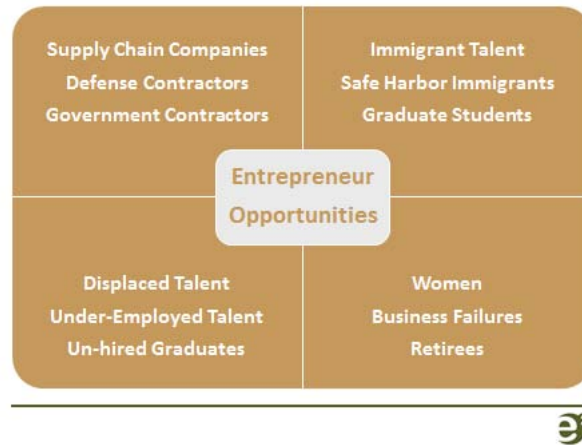 Supply Chain Companies
Defense Contractors
Government Contractors
Immigrant Talent
Safe Harbor Immigrants
Graduate Students
Entrepreneur
Opportunities
Displaced Talent
Under-Employed Talent
Un-hired Graduates
Women
Business Failures
Retirees